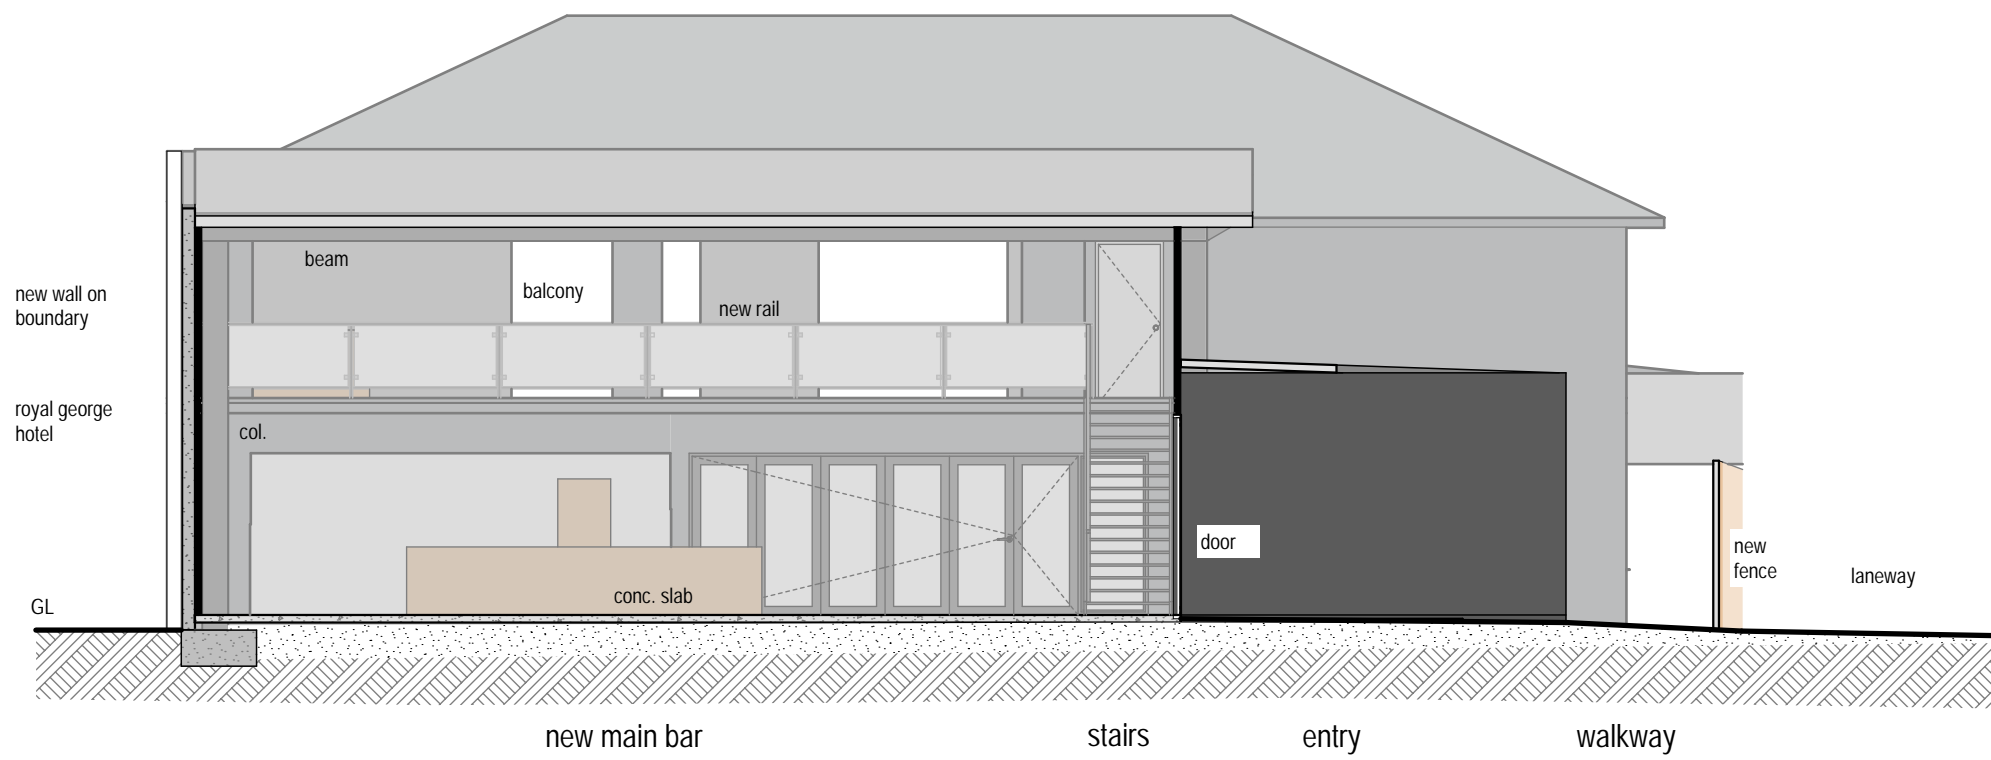 beam
balcony
new rail
new wall on
boundary
royal george
hotel
col.
door
new
fence
laneway
conc. slab
GL
new main bar
stairs
entry
walkway